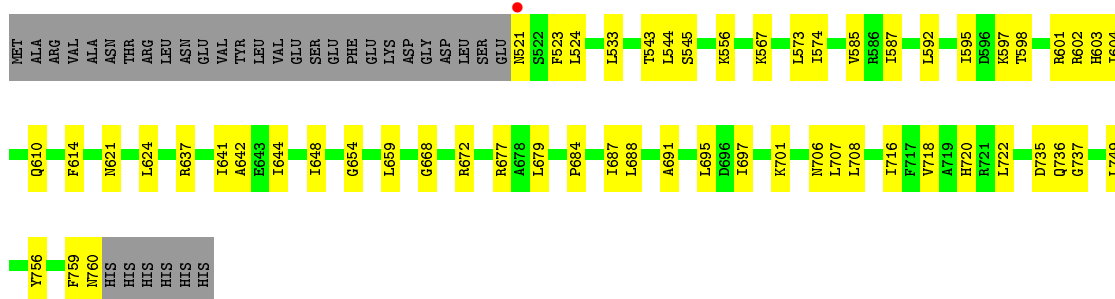 MET ALA ARG VAL ALA ASN THR ARG LEU ASN GLU VAL TYR LEU VAL GLU SER GLU PHE GLU LYS ASP GLY ASP LEU SER GLU N521 S522 F523 L524 L533 T543 L544 S545 K556 K567 L573 I574 V585 R586 I587 L592 I595 D596 K597 T598 R601 R602 H603
Q610 F614 N621 L624 R637 I641 A642 E643 I644 I648 G654 L659 G668 R672 R677 A678 L679 P684 I687 L688 A691 L695 D696 I697 K701 N706 L707 L708 I716 F717 V718 A719 H720 R721 L722 D735 Q736 G737
Y756 F759 N760 HIS HIS HIS HIS HIS HIS